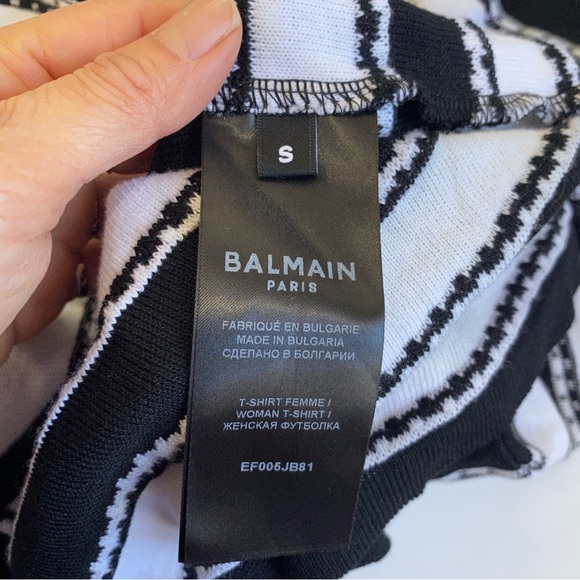 S
BALMAIN
PARIS
FABRIQUÉ EN BULGARIE
MADE IN BULGARIA
СДЕЛАНО В БОЛГАРИИ
T-SHIRT FEMME /
WOMAN T-SHIRT /
ЖЕНСКАЯ ФУТБОЛКА
EF005JB81